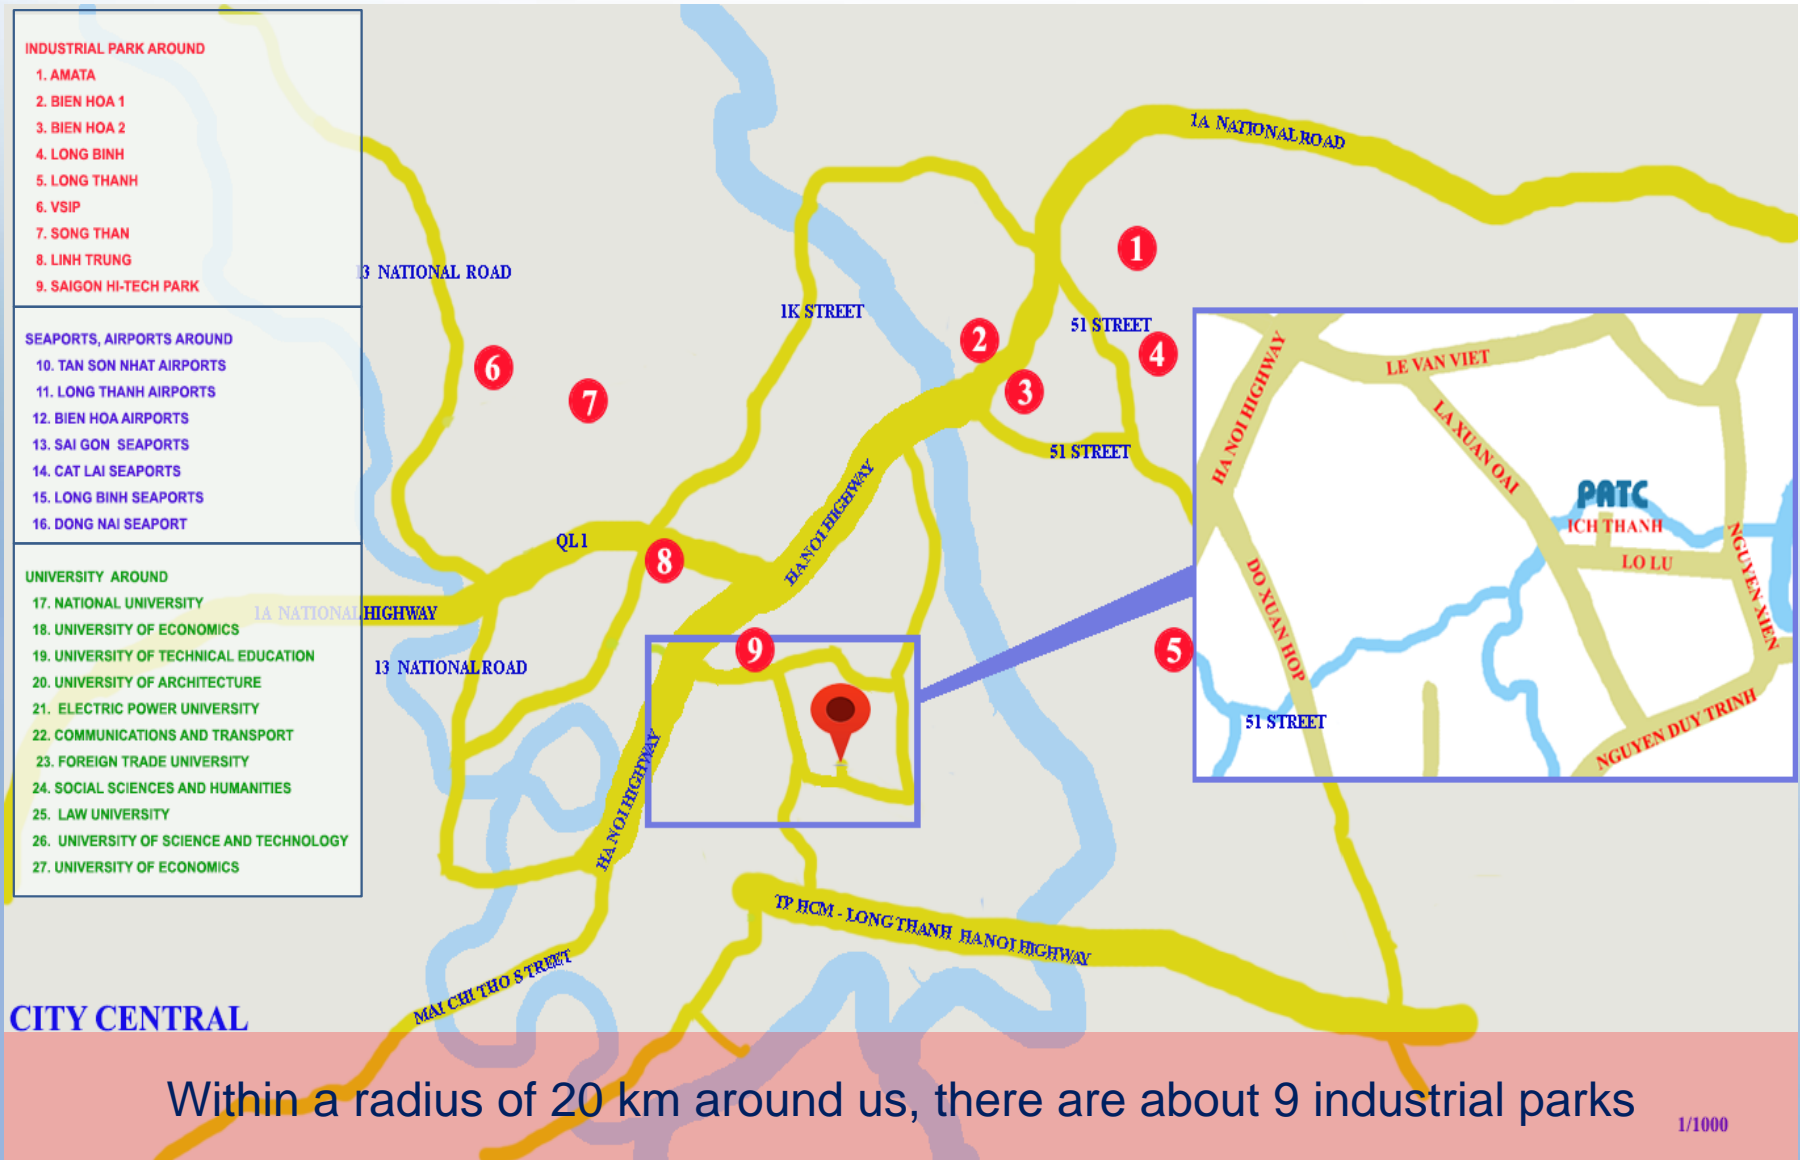 INDUSTRIAL PARK AROUND
1. AMATA
2. BIEN HOA 1
3. BIEN HOA 2
4. LONG BINH
5. LONG THANH
6. VSIP
7. SONG THAN
8. LINH TRUNG
9. SAIGON HI-TECH PARK
SEAPORTS, AIRPORTS AROUND
10. TAN SON NHAT AIRPORTS
11. LONG THANH AIRPORTS
12. BIEN HOA AIRPORTS
13. SAI GON SEAPORTS
14. CAT LAI SEAPORTS
15. LONG BINH SEAPORTS
16. DONG NAI SEAPORT
UNIVERSITY AROUND
17. NATIONAL UNIVERSITY
18. UNIVERSITY OF ECONOMICS
19. UNIVERSITY OF TECHNICAL EDUCATION
20. UNIVERSITY OF ARCHITECTURE
21. ELECTRIC POWER UNIVERSITY
22. COMMUNICATIONS AND TRANSPORT
23. FOREIGN TRADE UNIVERSITY
24. SOCIAL SCIENCES AND HUMANITIES
25. LAW UNIVERSITY
26. UNIVERSITY OF SCIENCE AND TECHNOLOGY
27. UNIVERSITY OF ECONOMICS
1A NATIONAL ROAD
13 NATIONAL ROAD
1K STREET
51 STREET
51 STREET
1
2
3
4
5
6
7
8
9
QL1
HANOI HIGHWAY
1A NATIONAL HIGHWAY
13 NATIONAL ROAD
HANOI HIGHWAY
TP HCM - LONG THANH HANOI HIGHWAY
MAI CHI THO STREET
HANOI HIGHWAY
LE VAN VIET
LA XUAN OAI
PATC
ICH THANH
LO LU
NGUYEN XIEN
DO XUAN HOP
51 STREET
NGUYEN DUY TRINH
CITY CENTRAL
Within a radius of 20 km around us, there are about 9 industrial parks
1/1000